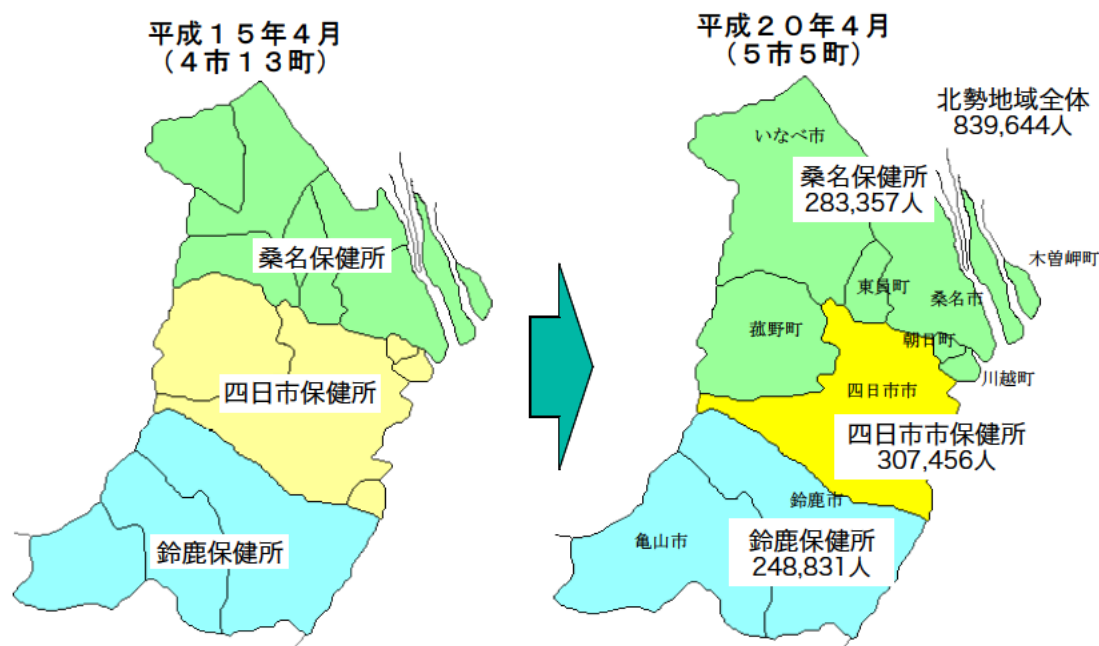 平成１５年４月
（４市１３町）
桑名保健所
四日市保健所
鈴鹿保健所
平成２０年４月
（５市５町）
北勢地域全体
839,644人
いなべ市
桑名保健所
283,357人
木曽岬町
東員町
桑名市
菰野町
朝日町
川越町
四日市市
四日市市保健所
307,456人
鈴鹿市
亀山市
鈴鹿保健所
248,831人